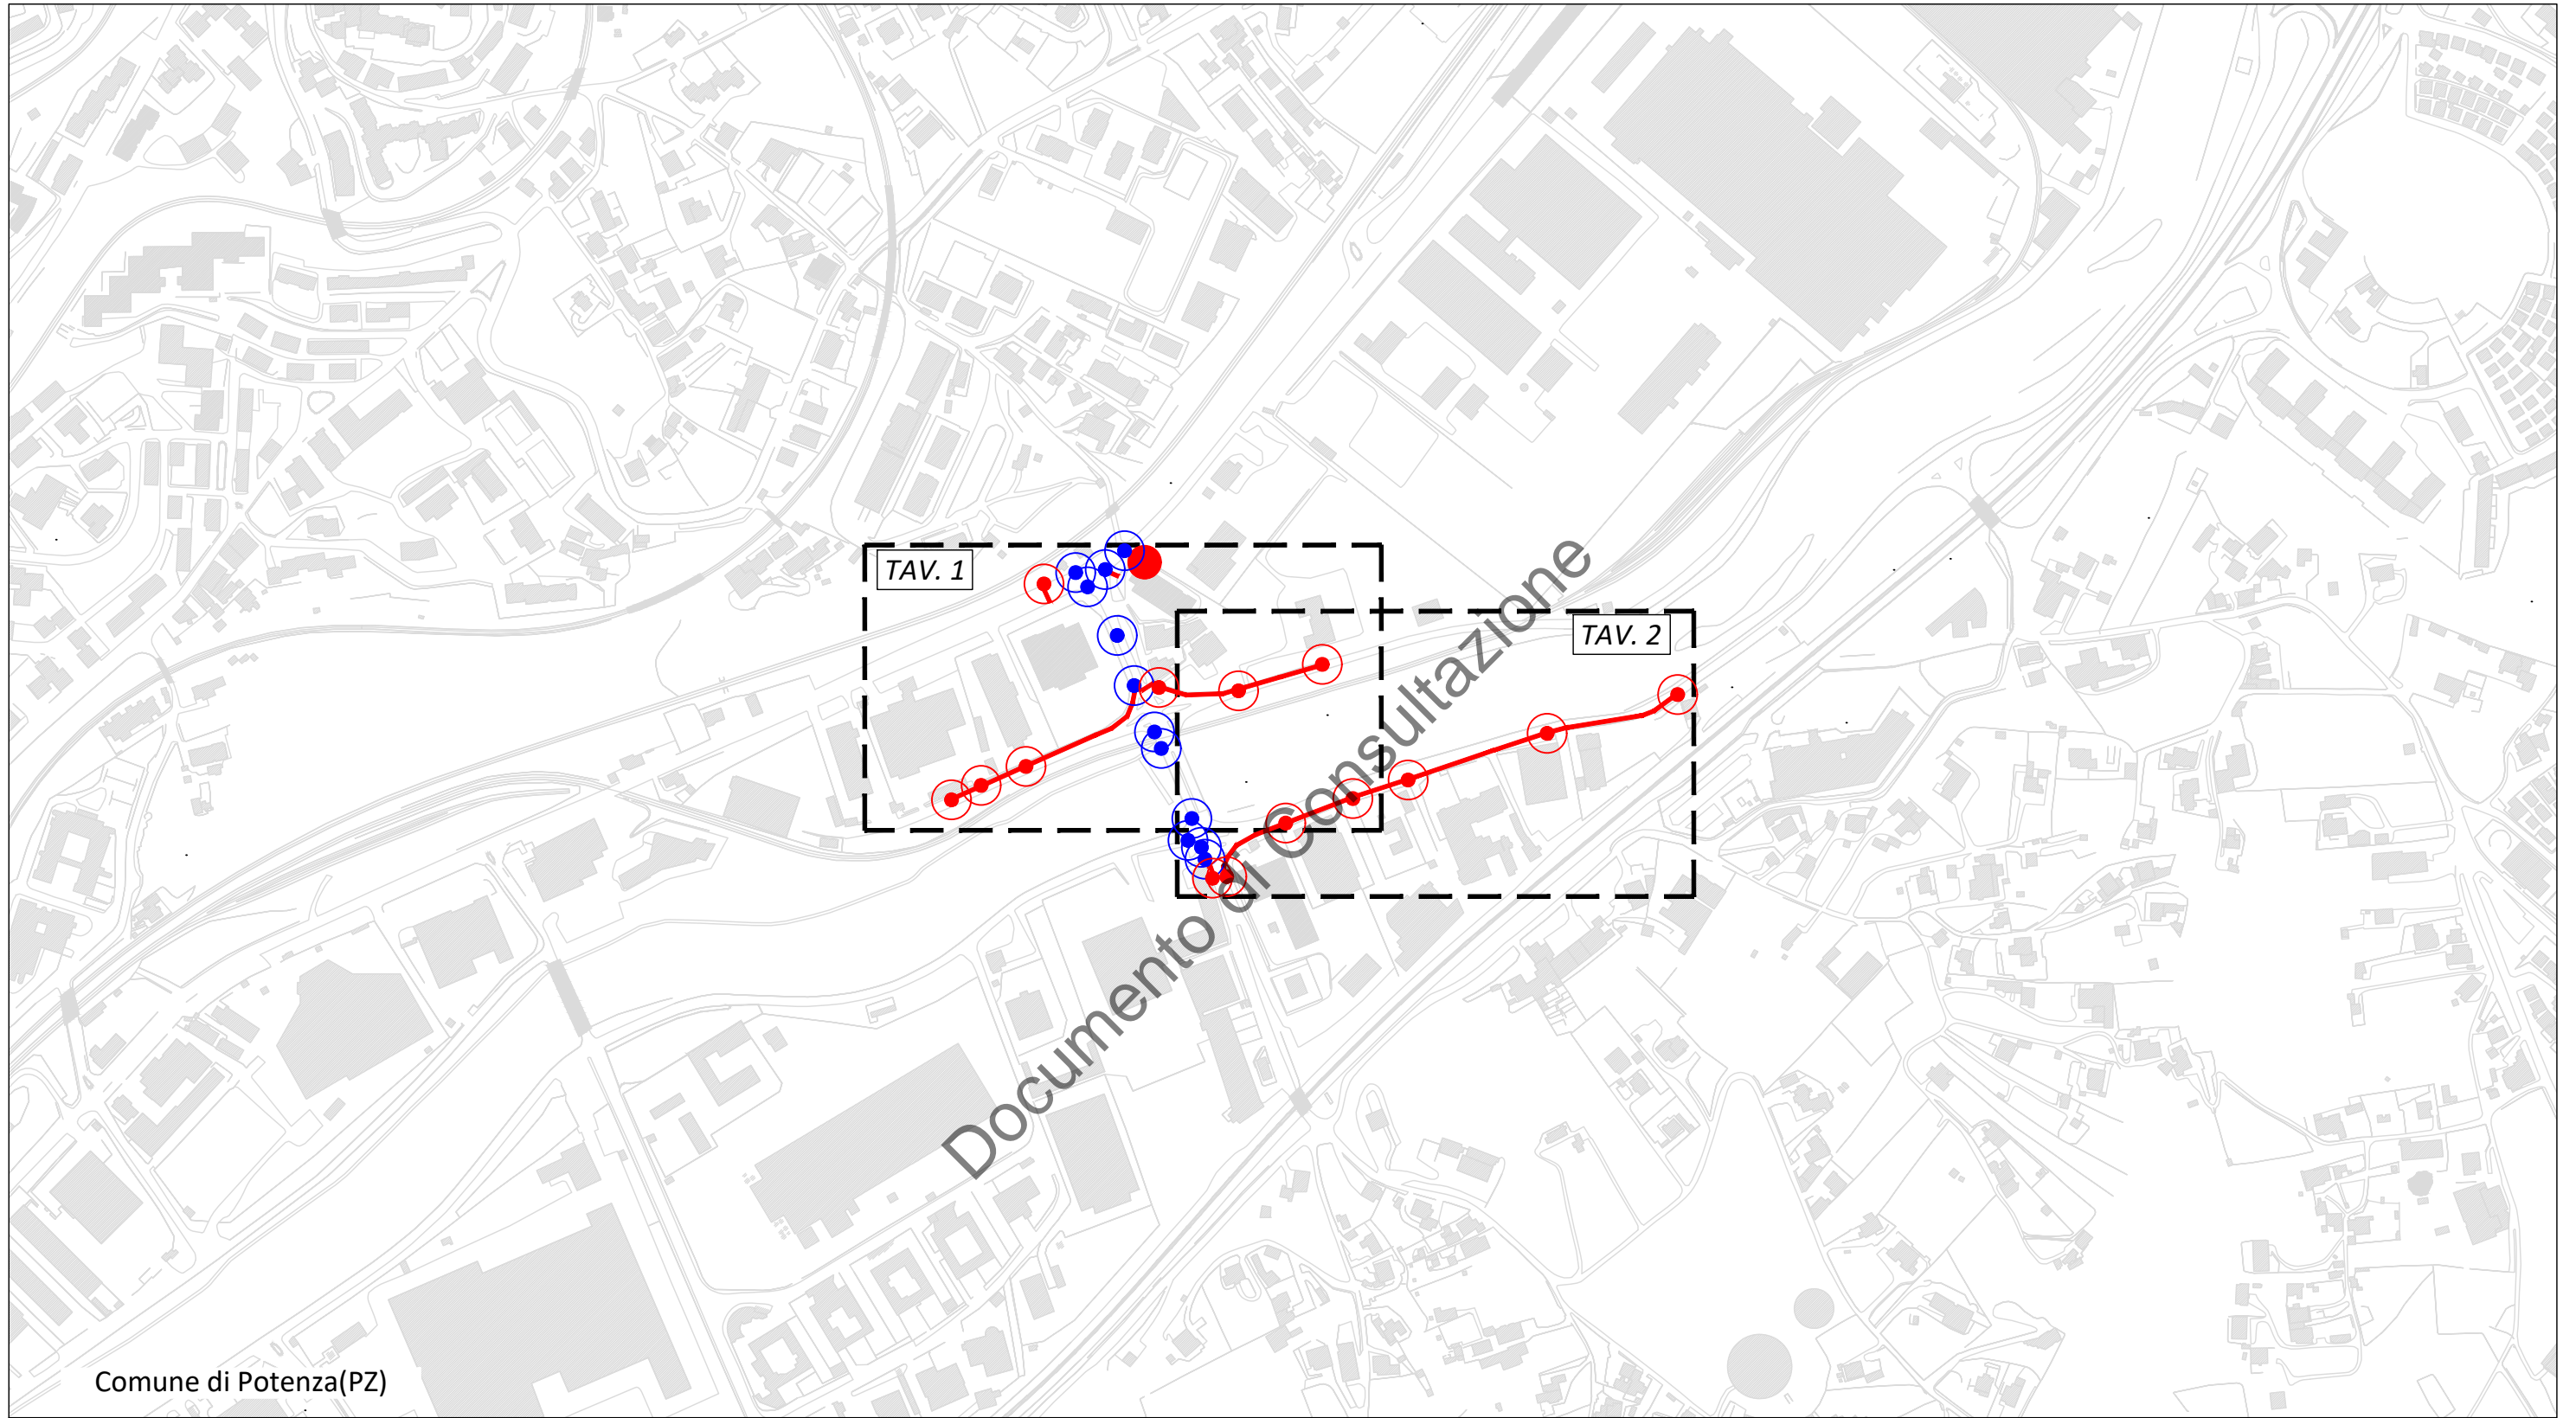 TAV. 1
TAV. 2
Documento di Consultazione
Comune di Potenza(PZ)